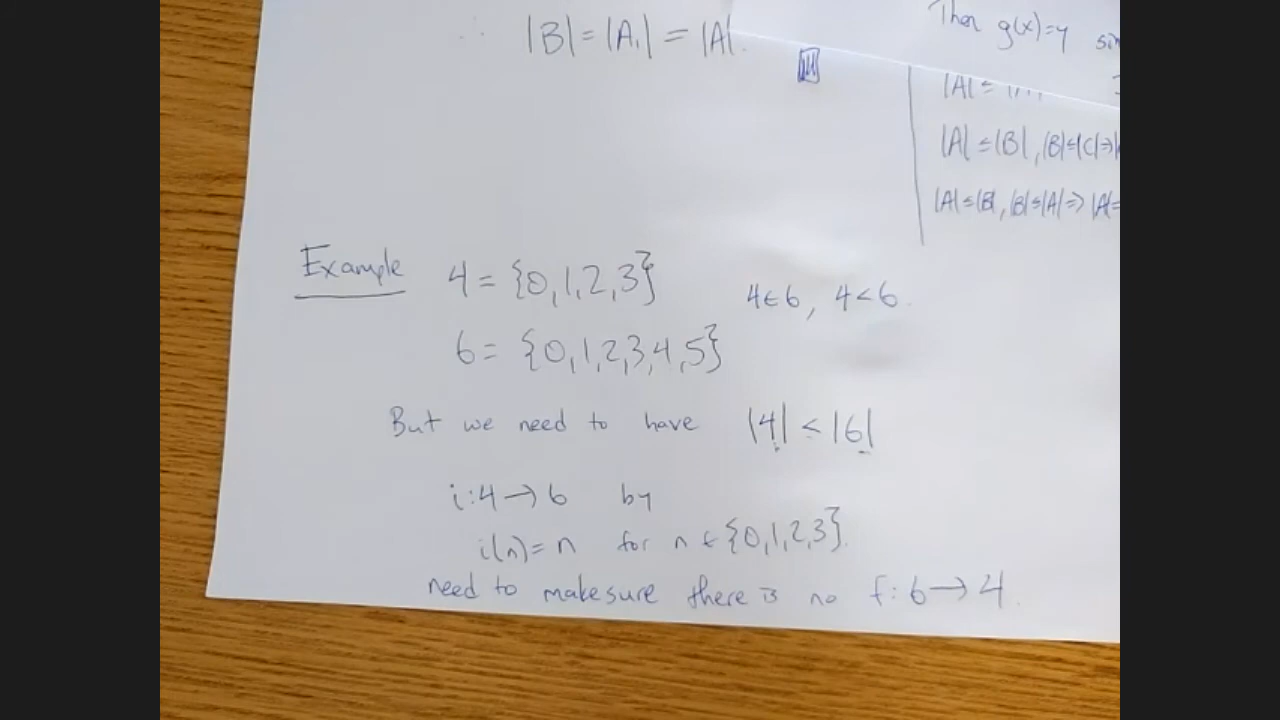 ∴ |B| = |A₁| = |A|.
Then g(x)=y
|A| ≤
|A| ≤ |B|, |B| ≤ |C| ⇒
|A| ≤ |B|, |B| ≤ |A| ⇒ |A| =
Example 4 = {0,1,2,3} 4∈6, 4<6.
6 = {0,1,2,3,4,5}
But we need to have |4| < |6|
i: 4 → 6 by
i(n) = n for n ∈ {0,1,2,3}.
need to make sure there is no f: 6 → 4.